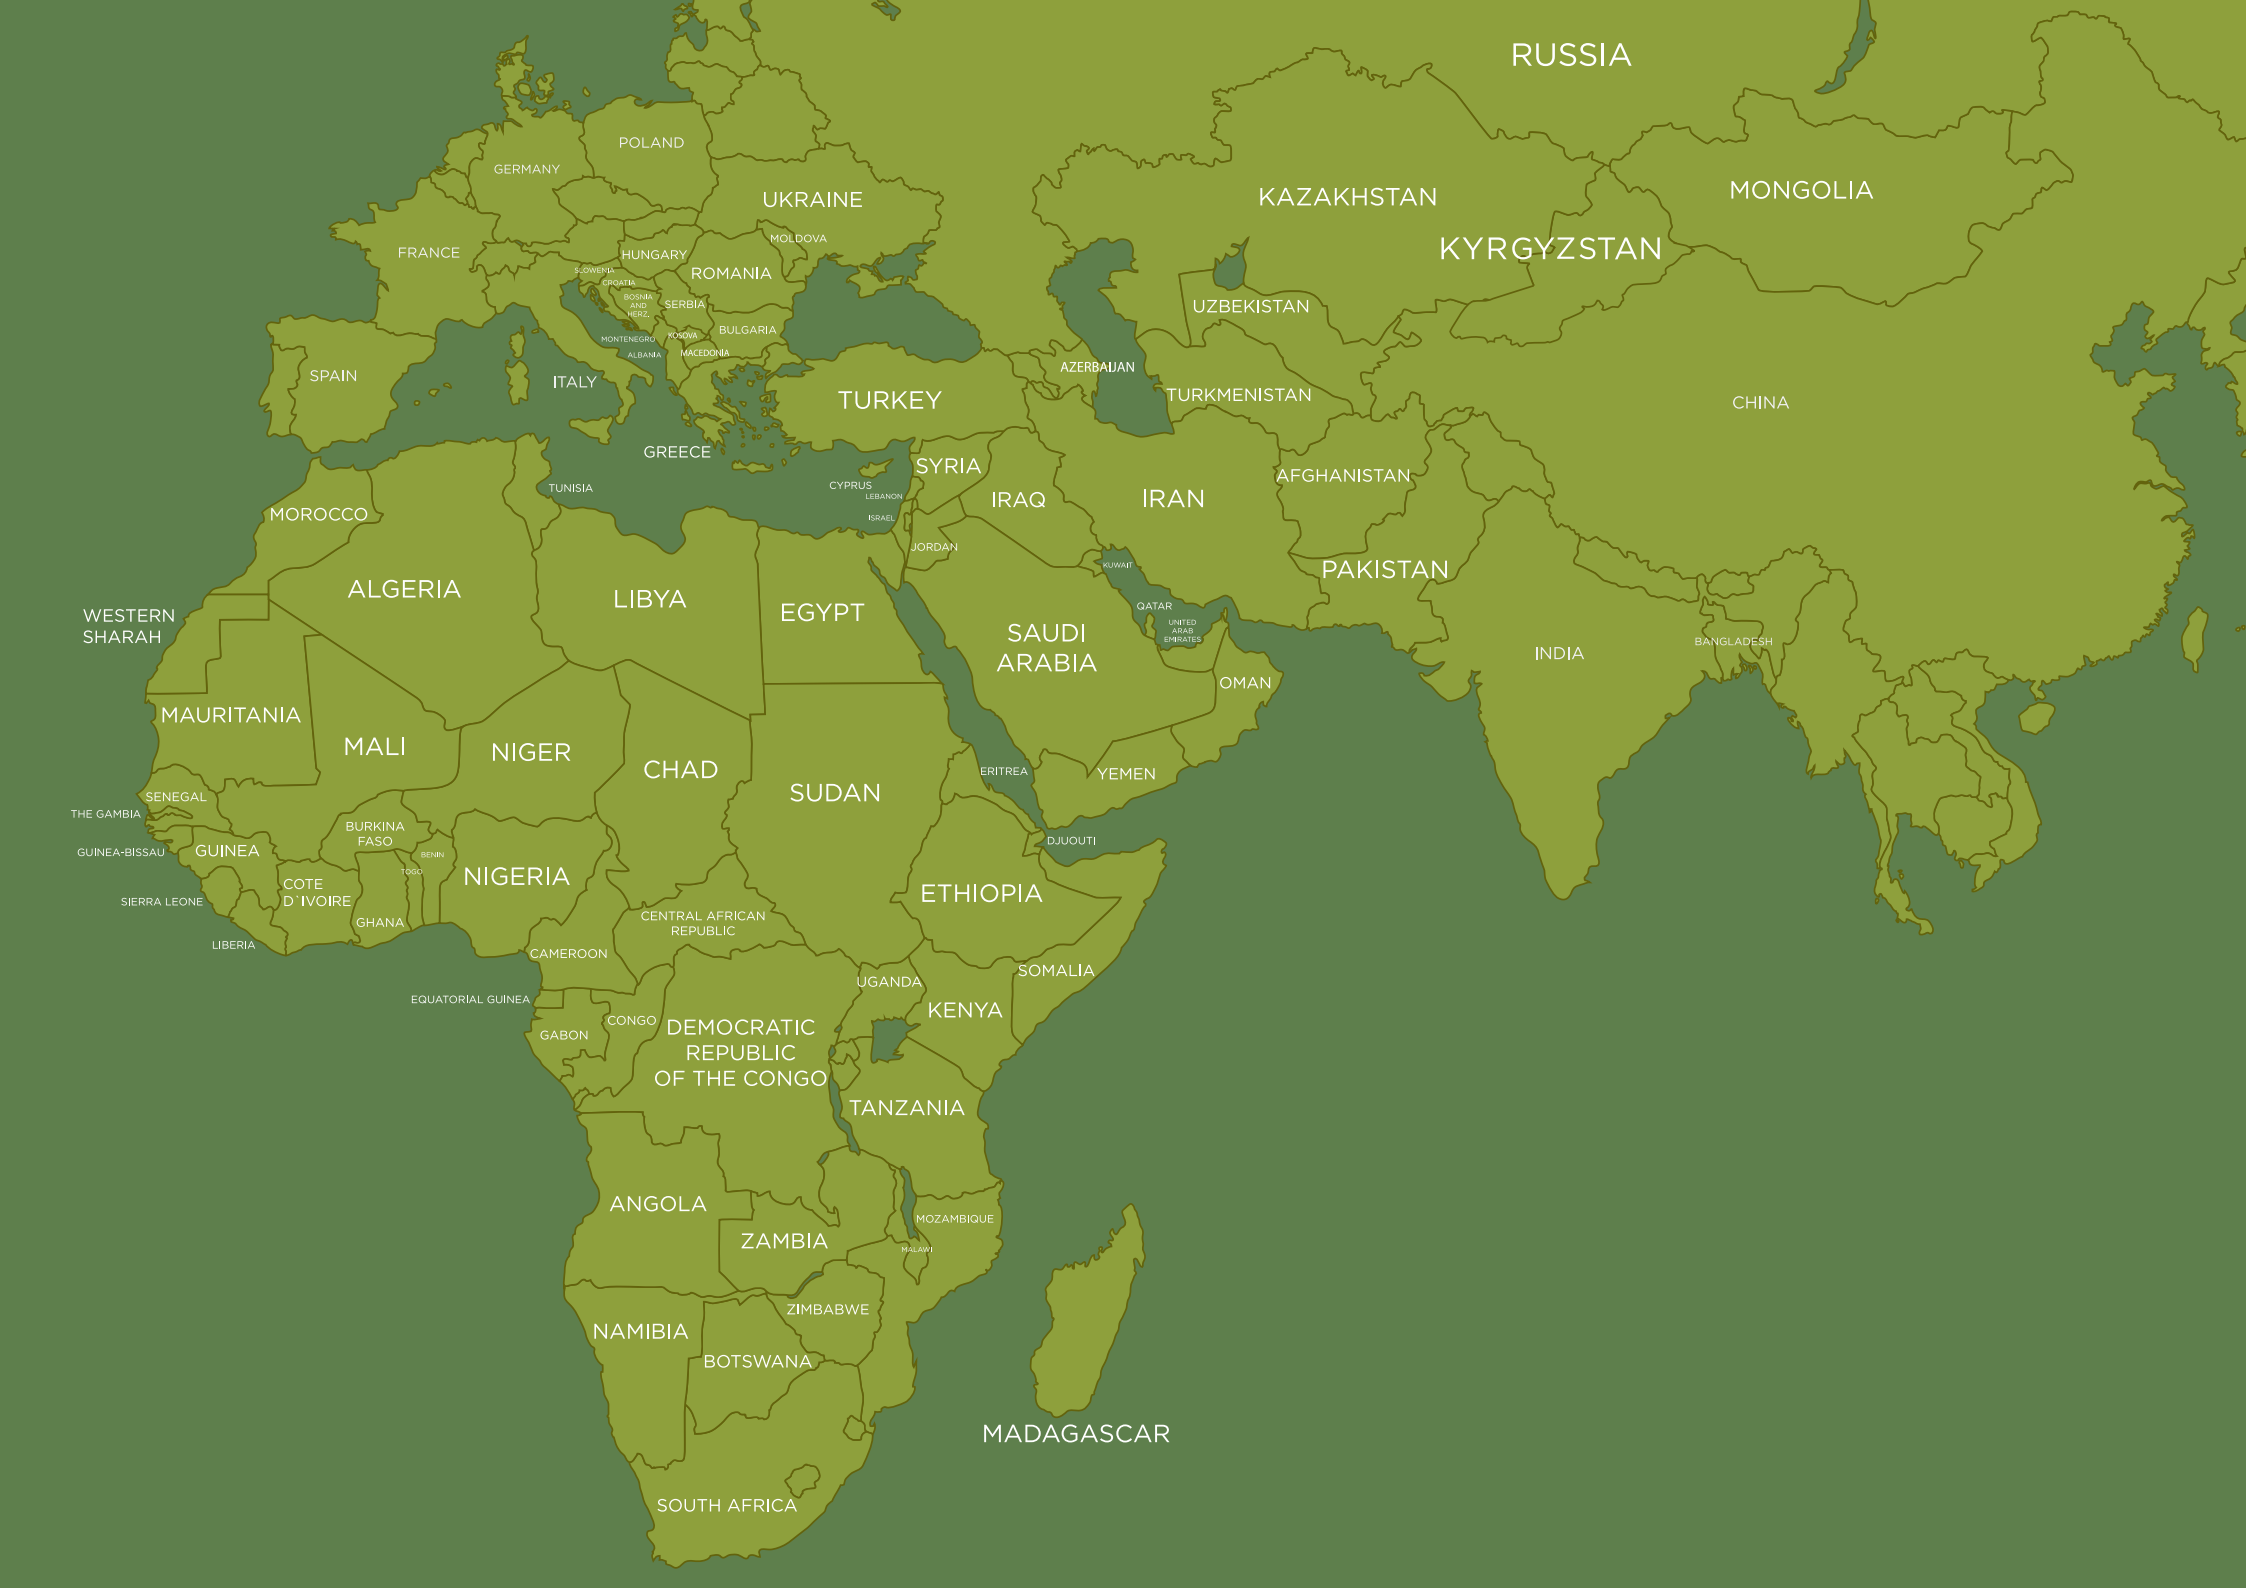 RUSSIA
POLAND
GERMANY
UKRAINE
KAZAKHSTAN
MONGOLIA
MOLDOVA
FRANCE
HUNGARY
KYRGYZSTAN
SLOWENIA
ROMANIA
CROATIA
BOSNIA
AND
HERZ.
SERBIA
UZBEKISTAN
BULGARIA
MONTENEGRO
KOSOVA
ALBANIA
MACEDONIA
AZERBAIJAN
SPAIN
ITALY
TURKEY
TURKMENISTAN
CHINA
GREECE
SYRIA
AFGHANISTAN
CYPRUS
LEBANON
TUNISIA
IRAQ
IRAN
MOROCCO
ISRAEL
JORDAN
KUWAIT
PAKISTAN
ALGERIA
LIBYA
EGYPT
QATAR
WESTERN
SHARAH
UNITED
ARAB
EMIRATES
SAUDI
ARABIA
BANGLADESH
INDIA
OMAN
MAURITANIA
MALI
NIGER
CHAD
ERITREA
YEMEN
SUDAN
SENEGAL
THE GAMBIA
BURKINA
FASO
DJUOUTI
GUINEA-BISSAU
GUINEA
BENIN
TOGO
NIGERIA
COTE
D`IVOIRE
ETHIOPIA
SIERRA LEONE
GHANA
CENTRAL AFRICAN
REPUBLIC
LIBERIA
CAMEROON
SOMALIA
UGANDA
EQUATORIAL GUINEA
KENYA
CONGO
GABON
DEMOCRATIC
REPUBLIC
OF THE CONGO
TANZANIA
ANGOLA
MOZAMBIQUE
ZAMBIA
MALAWI
ZIMBABWE
NAMIBIA
BOTSWANA
MADAGASCAR
SOUTH AFRICA